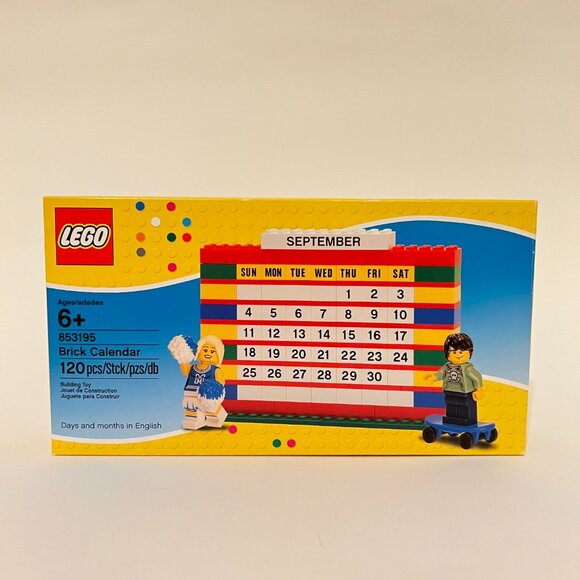 LEGO
Ages/edades
6+
853195
Brick Calendar
120 pcs/Stck/pzs/db
Building Toy
Jouet de Construction
Juguete para Construir
Days and months in English
SEPTEMBER
SUN MON TUE WED THU FRI SAT
1 2 3
4 5 6 7 8 9 10
11 12 13 14 15 16 17
18 19 20 21 22 23 24
25 26 27 28 29 30